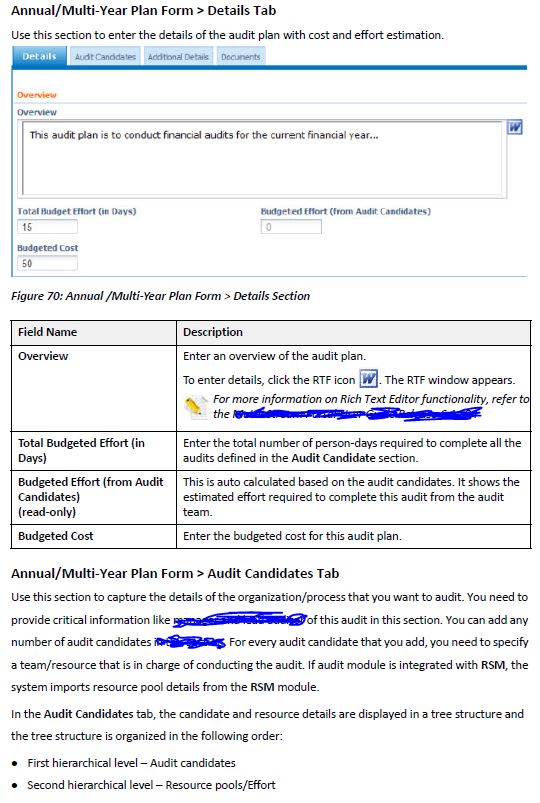 Annual/Multi-Year Plan Form > Details Tab
Use this section to enter the details of the audit plan with cost and effort estimation.
Details Audit Candidates Additional Details Documents
Overview
Overview
This audit plan is to conduct financial audits for the current financial year...
W
Total Budget Effort (in Days) Budgeted Effort (from Audit Candidates)
15 0
Budgeted Cost
50
Figure 70: Annual /Multi-Year Plan Form > Details Section
Field Name Description
Overview Enter an overview of the audit plan.
To enter details, click the RTF icon W. The RTF window appears.
For more information on Rich Text Editor functionality, refer to
the
Total Budgeted Effort (in Enter the total number of person-days required to complete all the
Days) audits defined in the Audit Candidate section.
Budgeted Effort (from Audit This is auto calculated based on the audit candidates. It shows the
Candidates) estimated effort required to complete this audit from the audit
(read-only) team.
Budgeted Cost Enter the budgeted cost for this audit plan.
Annual/Multi-Year Plan Form > Audit Candidates Tab
Use this section to capture the details of the organization/process that you want to audit. You need to
provide critical information like of this audit in this section. You can add any
number of audit candidates For every audit candidate that you add, you need to specify
a team/resource that is in charge of conducting the audit. If audit module is integrated with RSM, the
system imports resource pool details from the RSM module.
In the Audit Candidates tab, the candidate and resource details are displayed in a tree structure and
the tree structure is organized in the following order:
• First hierarchical level – Audit candidates
• Second hierarchical level – Resource pools/Effort